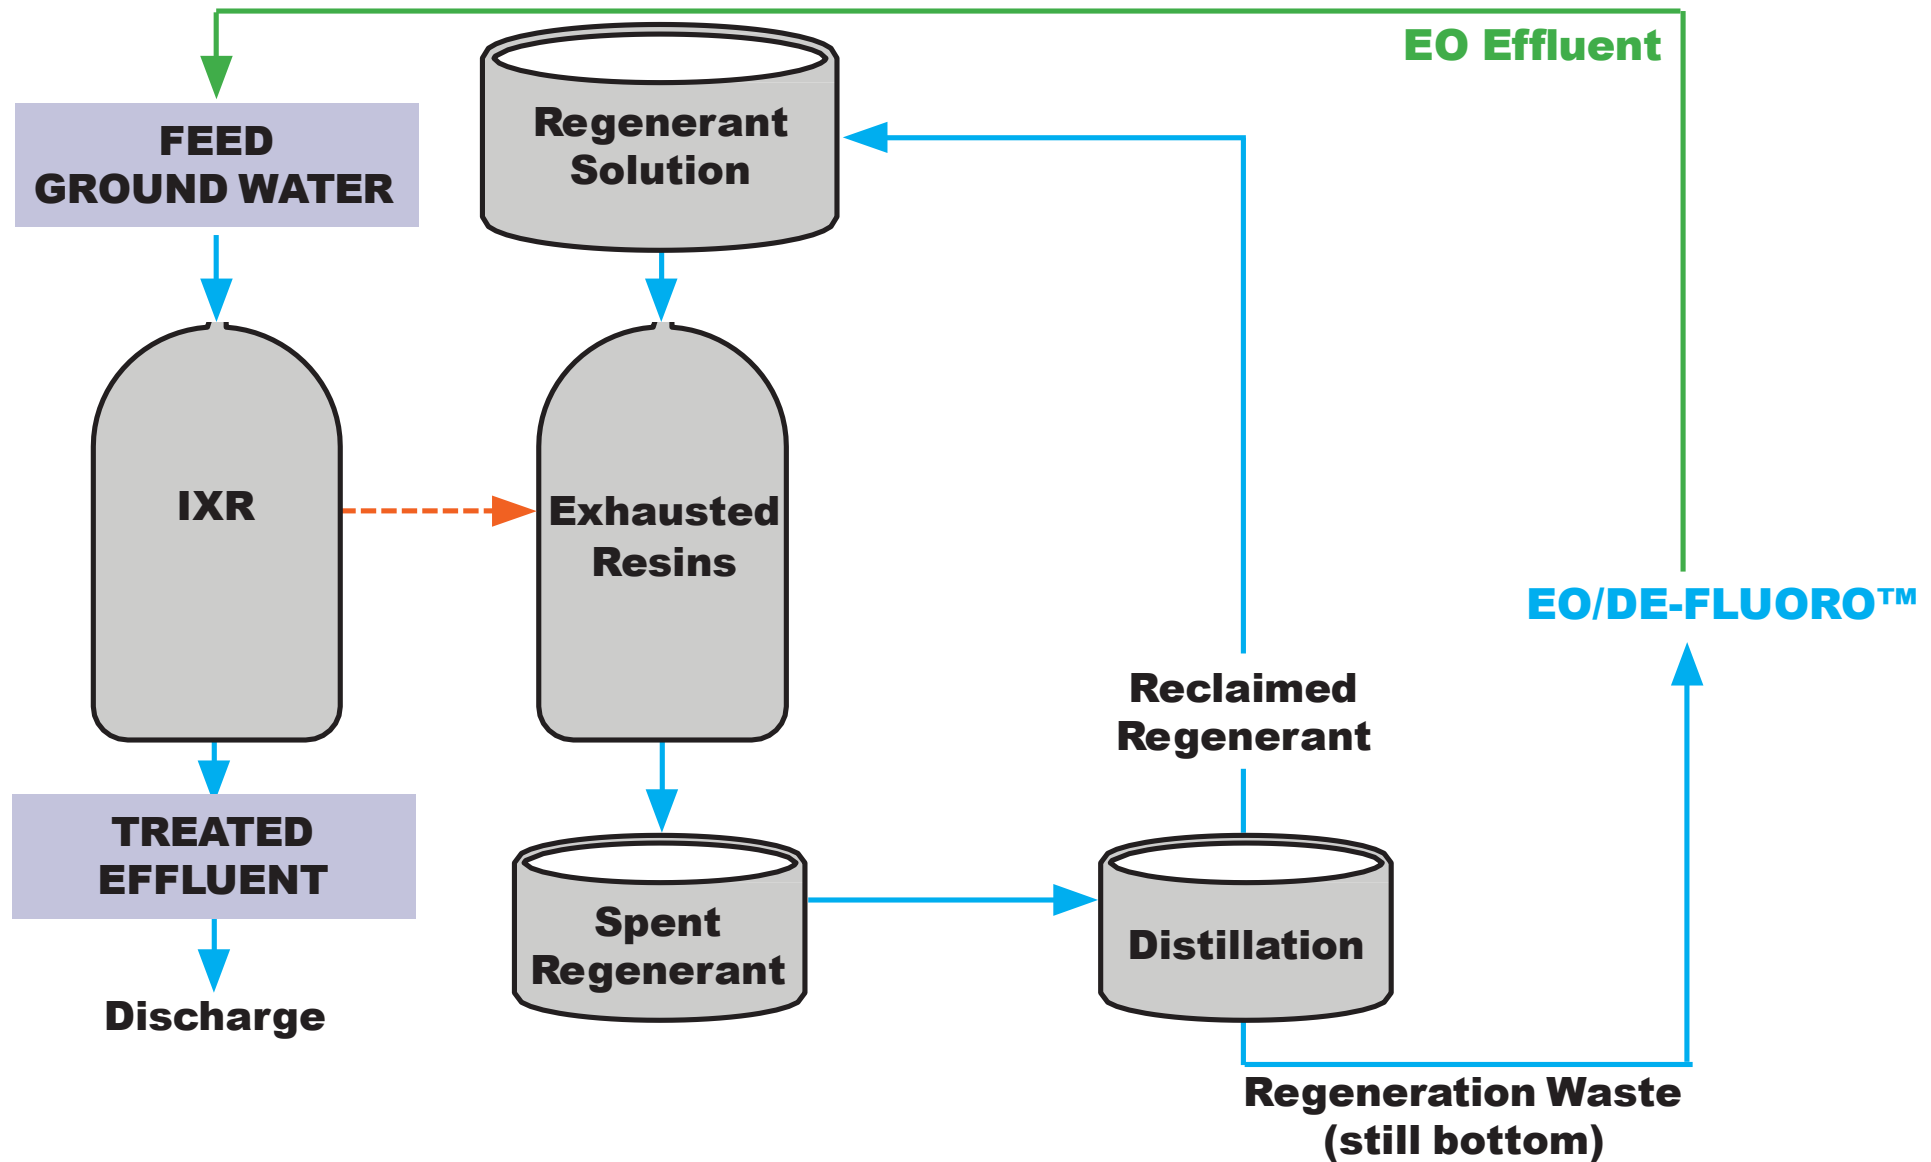 EO Effluent
FEED
GROUND WATER
Regenerant
Solution
IXR
Exhausted
Resins
EO/DE-FLUORO™
Reclaimed
Regenerant
TREATED
EFFLUENT
Spent
Regenerant
Distillation
Discharge
Regeneration Waste
(still bottom)